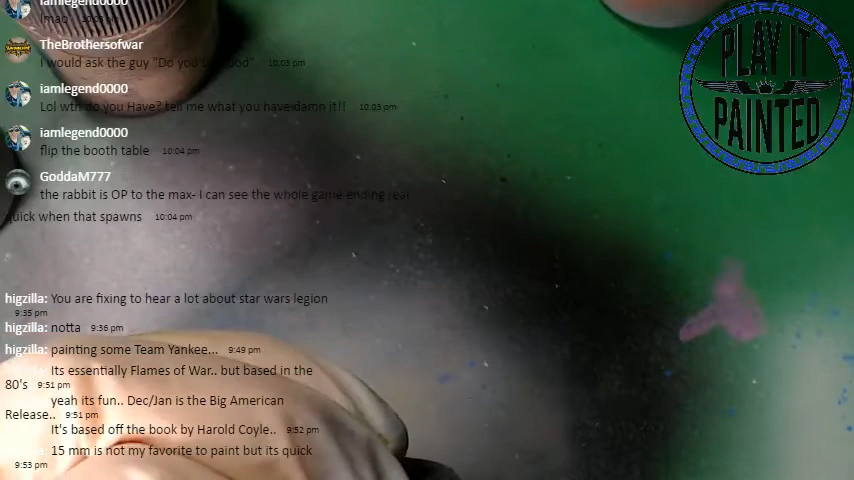 iamlegend0000
lmao
TheBrothersofwar
I would ask the guy "Do you good" 10:03 pm
iamlegend0000
Lol wtn do you Have? tell me what you have damn it!! 10:03 pm
iamlegend0000
flip the booth table 10:04 pm
GoddaM777
the rabbit is OP to the max- I can see the whole game ending real
quick when that spawns 10:04 pm
higzilla: You are fixing to hear a lot about star wars legion
9:35 pm
higzilla: notta 9:36 pm
higzilla: painting some Team Yankee... 9:49 pm
Its essentially Flames of War.. but based in the
80's 9:51 pm
yeah its fun.. Dec/Jan is the Big American
Release.. 9:51 pm
It's based off the book by Harold Coyle.. 9:52 pm
15 mm is not my favorite to paint but its quick
9:53 pm
PLAY IT
PAINTED